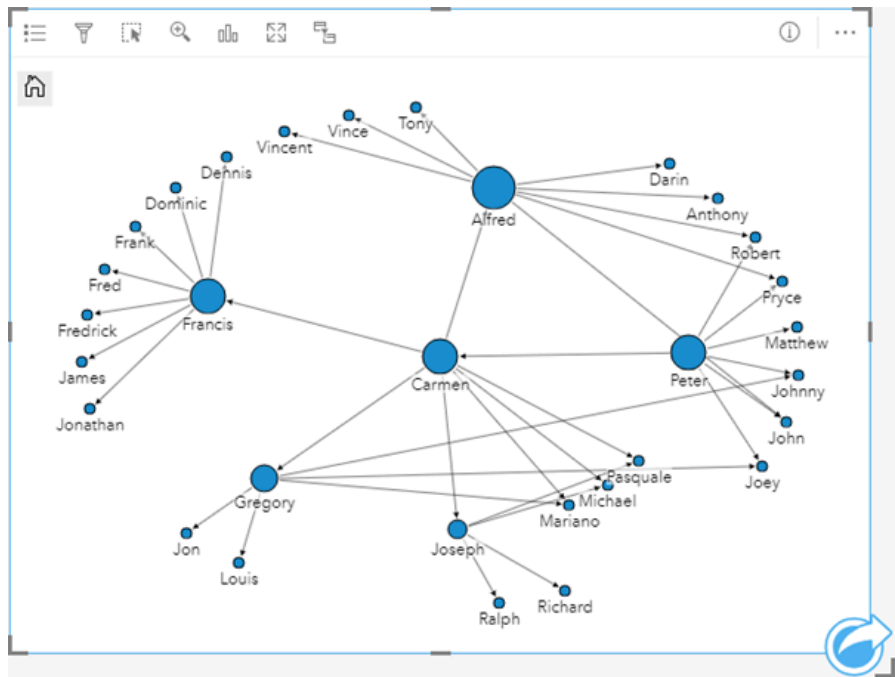 Tony
Vince
Vincent
Dennis
Darin
Dominic
Anthony
Alfred
Frank
Robert
Fred
Pryce
Francis
Fredrick
Matthew
James
Carmen
Peter
Johnny
Jonathan
John
Pasquale
Joey
Michael
Gregory
Mariano
Jon
Joseph
Louis
Richard
Ralph